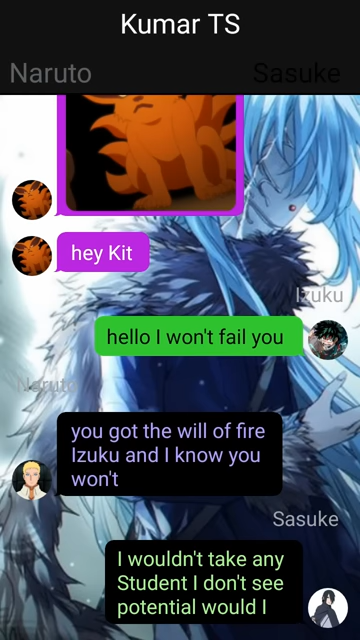 Kumar TS
Naruto
Sasuke
hey Kit
Izuku
hello I won't fail you
Naruto
you got the will of fire
Izuku and I know you
won't
Sasuke
I wouldn't take any
Student I don't see
potential would I